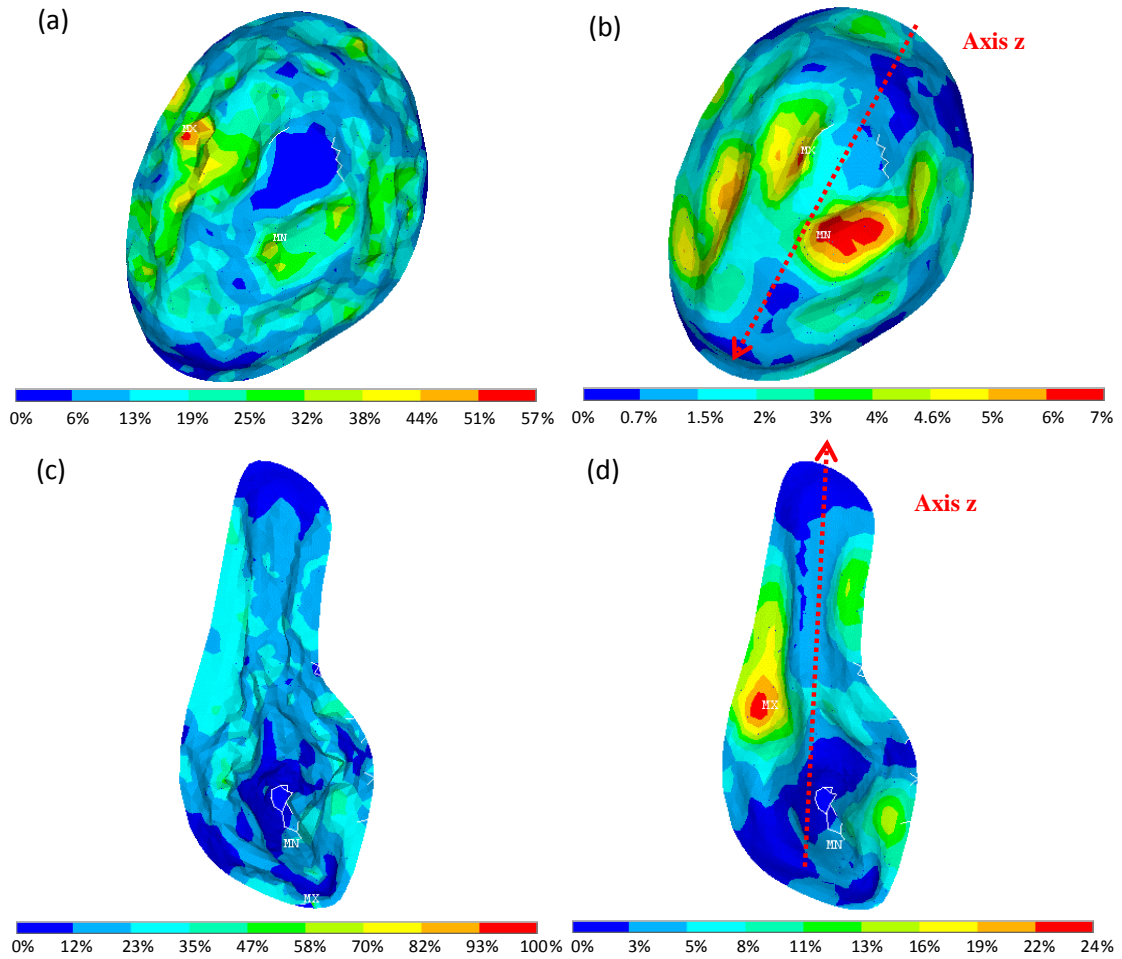 (a)
(b)
Axis z
MX
MX
MN
MN
0% 6% 13% 19% 25% 32% 38% 44% 51% 57%
0% 0.7% 1.5% 2% 3% 4% 4.6% 5% 6% 7%
(c)
(d)
Axis z
MX
MN
MN
MX
0% 12% 23% 35% 47% 58% 70% 82% 93% 100%
0% 3% 5% 8% 11% 13% 16% 19% 22% 24%